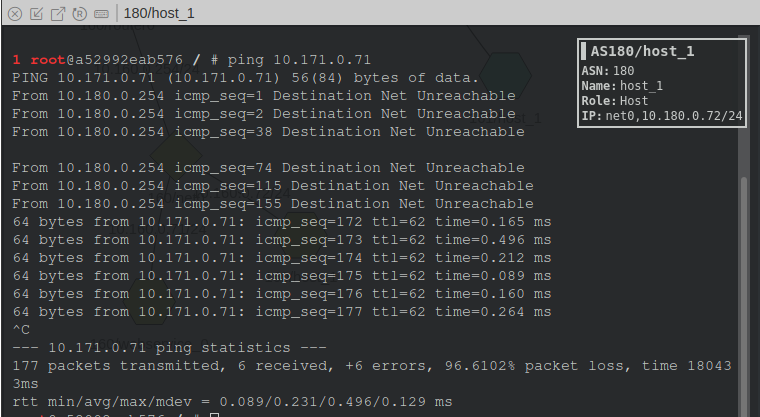 180/host_1
1 root@a52992eab576 / # ping 10.171.0.71
PING 10.171.0.71 (10.171.0.71) 56(84) bytes of data.
From 10.180.0.254 icmp_seq=1 Destination Net Unreachable
From 10.180.0.254 icmp_seq=2 Destination Net Unreachable
From 10.180.0.254 icmp_seq=38 Destination Net Unreachable
From 10.180.0.254 icmp_seq=74 Destination Net Unreachable
From 10.180.0.254 icmp_seq=115 Destination Net Unreachable
From 10.180.0.254 icmp_seq=155 Destination Net Unreachable
64 bytes from 10.171.0.71: icmp_seq=172 ttl=62 time=0.165 ms
64 bytes from 10.171.0.71: icmp_seq=173 ttl=62 time=0.496 ms
64 bytes from 10.171.0.71: icmp_seq=174 ttl=62 time=0.212 ms
64 bytes from 10.171.0.71: icmp_seq=175 ttl=62 time=0.089 ms
64 bytes from 10.171.0.71: icmp_seq=176 ttl=62 time=0.160 ms
64 bytes from 10.171.0.71: icmp_seq=177 ttl=62 time=0.264 ms
^C
--- 10.171.0.71 ping statistics ---
177 packets transmitted, 6 received, +6 errors, 96.6102% packet loss, time 18043
3ms
rtt min/avg/max/mdev = 0.089/0.231/0.496/0.129 ms
AS180/host_1
ASN: 180
Name: host_1
Role: Host
IP: net0,10.180.0.72/24